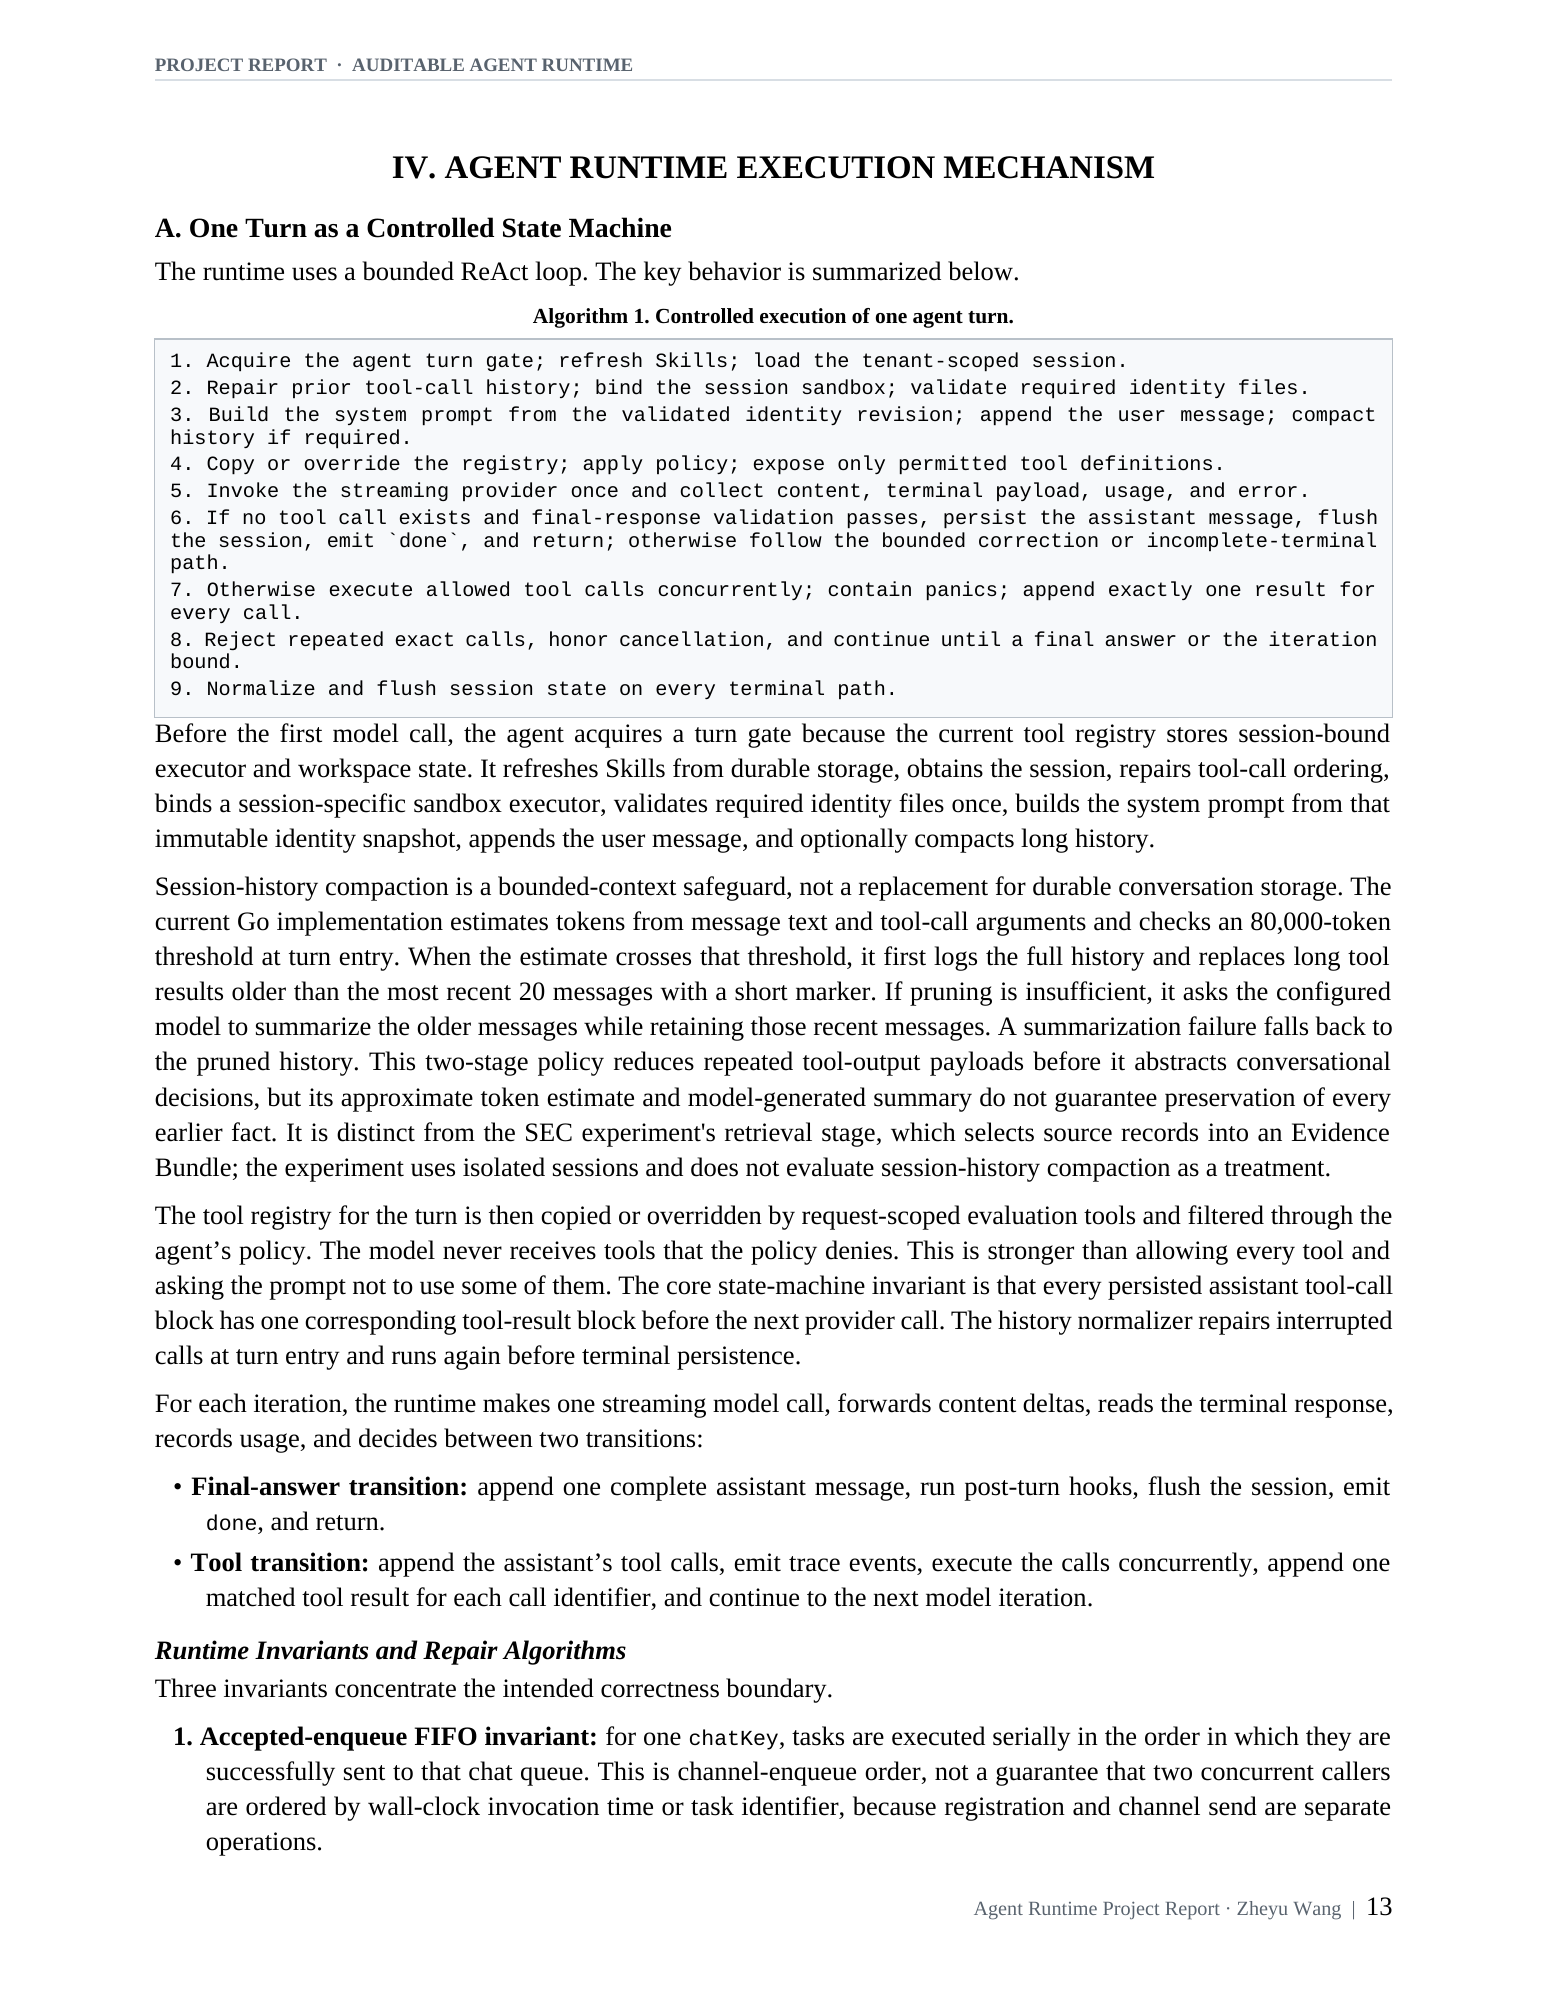 PROJECT REPORT · AUDITABLE AGENT RUNTIME
IV. AGENT RUNTIME EXECUTION MECHANISM
A. One Turn as a Controlled State Machine
The runtime uses a bounded ReAct loop. The key behavior is summarized below.
Algorithm 1. Controlled execution of one agent turn.
1. Acquire the agent turn gate; refresh Skills; load the tenant-scoped session.
2. Repair prior tool-call history; bind the session sandbox; validate required identity files.
3. Build the system prompt from the validated identity revision; append the user message; compact
history if required.
4. Copy or override the registry; apply policy; expose only permitted tool definitions.
5. Invoke the streaming provider once and collect content, terminal payload, usage, and error.
6. If no tool call exists and final-response validation passes, persist the assistant message, flush
the session, emit `done`, and return; otherwise follow the bounded correction or incomplete-terminal
path.
7. Otherwise execute allowed tool calls concurrently; contain panics; append exactly one result for
every call.
8. Reject repeated exact calls, honor cancellation, and continue until a final answer or the iteration
bound.
9. Normalize and flush session state on every terminal path.
Before the first model call, the agent acquires a turn gate because the current tool registry stores session-bound
executor and workspace state. It refreshes Skills from durable storage, obtains the session, repairs tool-call ordering,
binds a session-specific sandbox executor, validates required identity files once, builds the system prompt from that
immutable identity snapshot, appends the user message, and optionally compacts long history.
Session-history compaction is a bounded-context safeguard, not a replacement for durable conversation storage. The
current Go implementation estimates tokens from message text and tool-call arguments and checks an 80,000-token
threshold at turn entry. When the estimate crosses that threshold, it first logs the full history and replaces long tool
results older than the most recent 20 messages with a short marker. If pruning is insufficient, it asks the configured
model to summarize the older messages while retaining those recent messages. A summarization failure falls back to
the pruned history. This two-stage policy reduces repeated tool-output payloads before it abstracts conversational
decisions, but its approximate token estimate and model-generated summary do not guarantee preservation of every
earlier fact. It is distinct from the SEC experiment's retrieval stage, which selects source records into an Evidence
Bundle; the experiment uses isolated sessions and does not evaluate session-history compaction as a treatment.
The tool registry for the turn is then copied or overridden by request-scoped evaluation tools and filtered through the
agent’s policy. The model never receives tools that the policy denies. This is stronger than allowing every tool and
asking the prompt not to use some of them. The core state-machine invariant is that every persisted assistant tool-call
block has one corresponding tool-result block before the next provider call. The history normalizer repairs interrupted
calls at turn entry and runs again before terminal persistence.
For each iteration, the runtime makes one streaming model call, forwards content deltas, reads the terminal response,
records usage, and decides between two transitions:
• Final-answer transition: append one complete assistant message, run post-turn hooks, flush the session, emit
done, and return.
• Tool transition: append the assistant’s tool calls, emit trace events, execute the calls concurrently, append one
matched tool result for each call identifier, and continue to the next model iteration.
Runtime Invariants and Repair Algorithms
Three invariants concentrate the intended correctness boundary.
1. Accepted-enqueue FIFO invariant: for one chatKey, tasks are executed serially in the order in which they are
successfully sent to that chat queue. This is channel-enqueue order, not a guarantee that two concurrent callers
are ordered by wall-clock invocation time or task identifier, because registration and channel send are separate
operations.
Agent Runtime Project Report · Zheyu Wang | 13